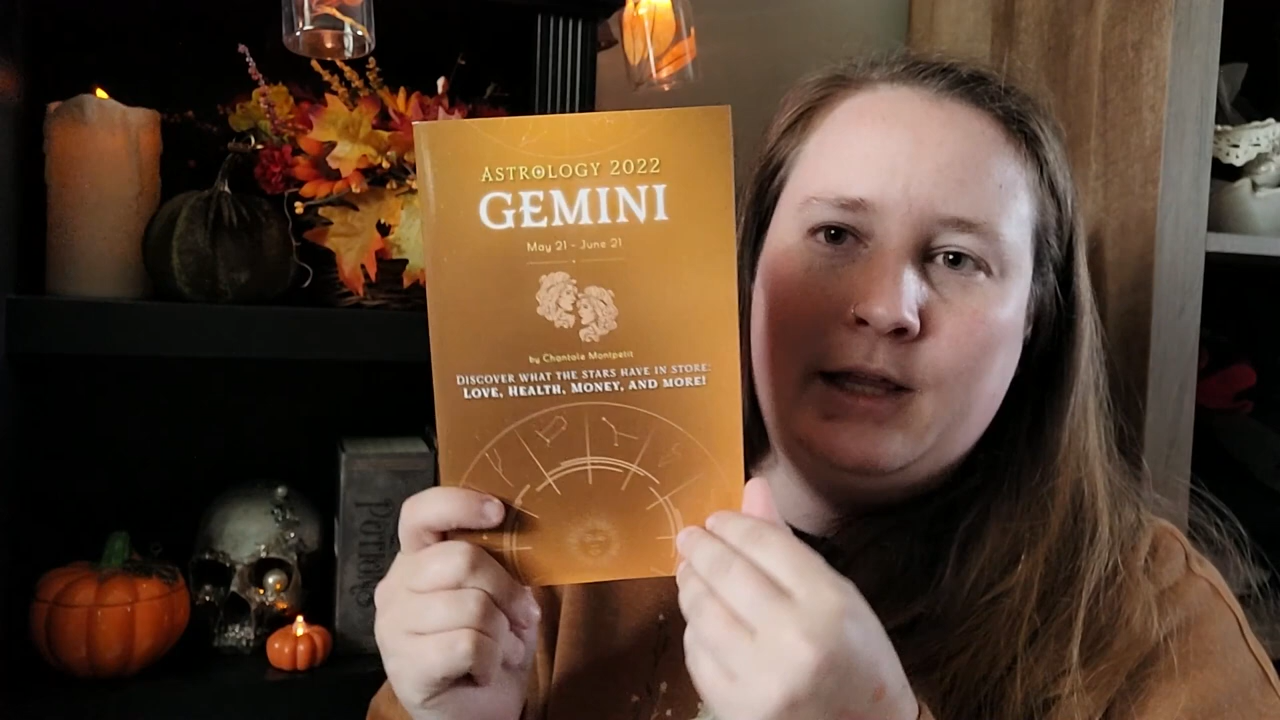 ASTROLOGY 2022
GEMINI
May 21 - June 21
by Chantale Montpetit
DISCOVER WHAT THE STARS HAVE IN STORE:
LOVE, HEALTH, MONEY, AND MORE!
POTIONS